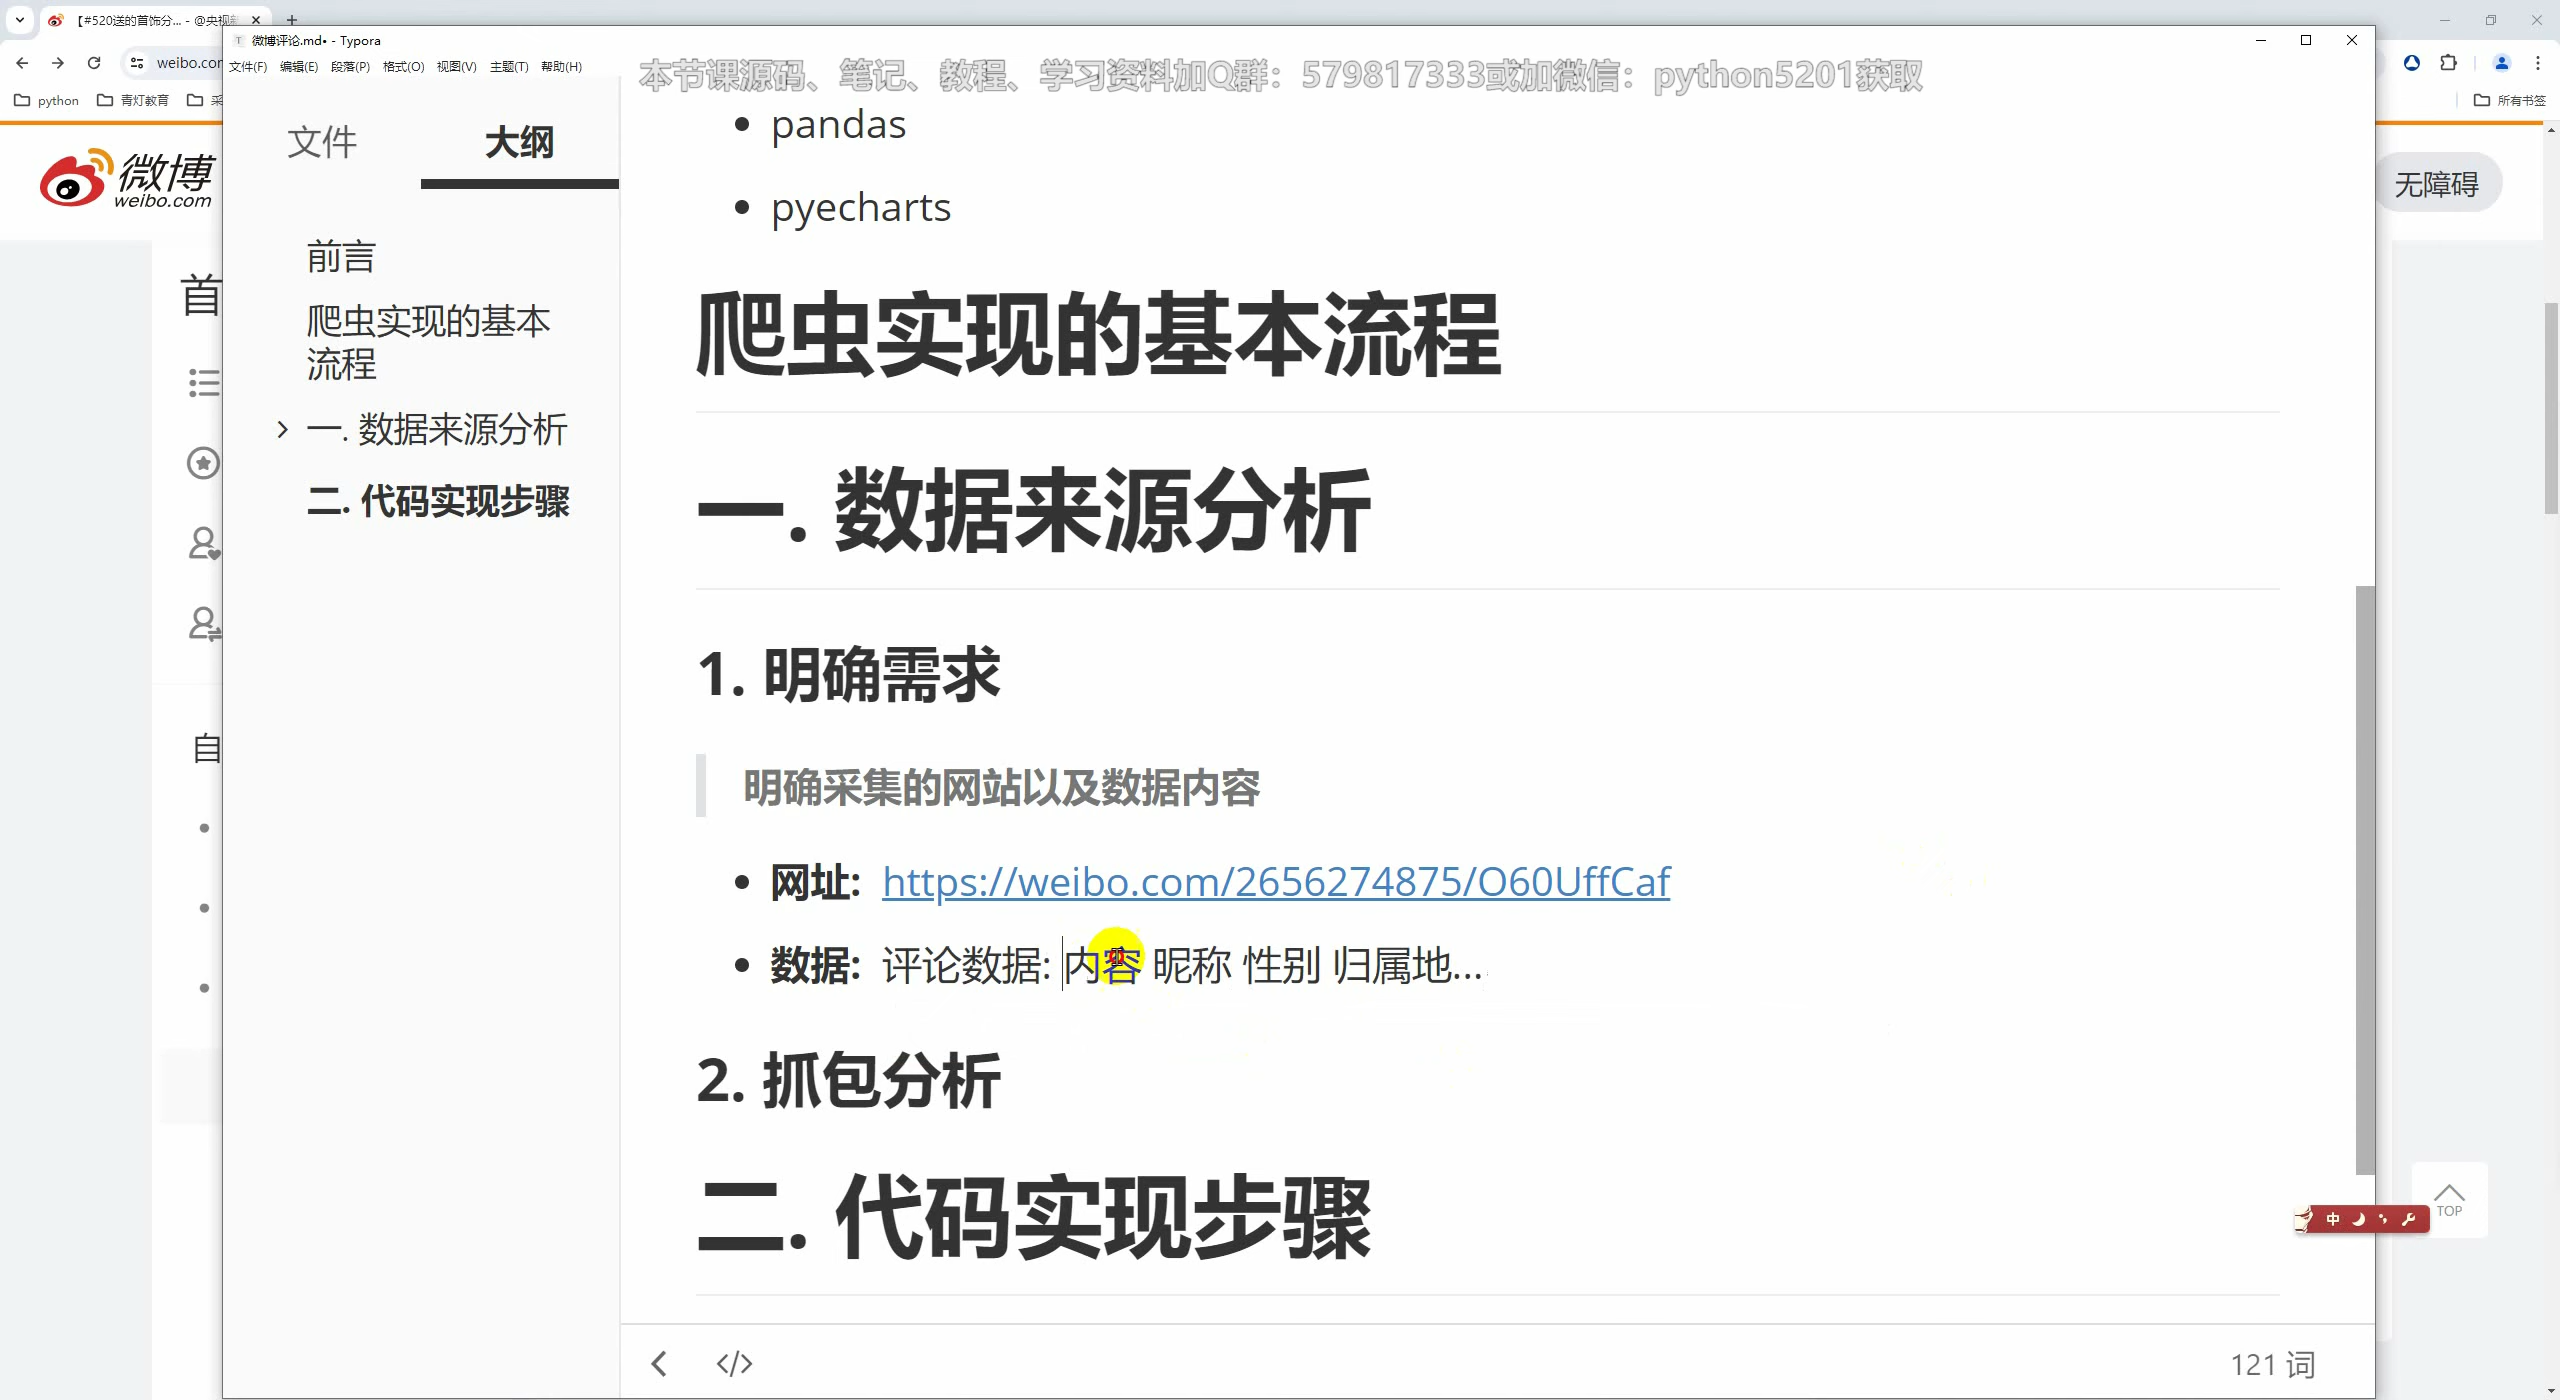 【#520送的首饰分... - @央视新
微博评论.md• - Typora
weibo.com
文件(F) 编辑(E) 段落(P) 格式(O) 视图(V) 主题(T) 帮助(H)
本节课源码、笔记、教程、学习资料加Q群：579817333或加微信：python5201获取
python 青灯教育 采
所有书签
微博
weibo.com
无障碍
首
自
文件 大纲
前言
爬虫实现的基本
流程
一. 数据来源分析
二. 代码实现步骤
pandas
pyecharts
爬虫实现的基本流程
一. 数据来源分析
1. 明确需求
明确采集的网站以及数据内容
网址: https://weibo.com/2656274875/O60UffCaf
数据: 评论数据: 内容 昵称 性别 归属地...
2. 抓包分析
二. 代码实现步骤
中
TOP
</> 121 词